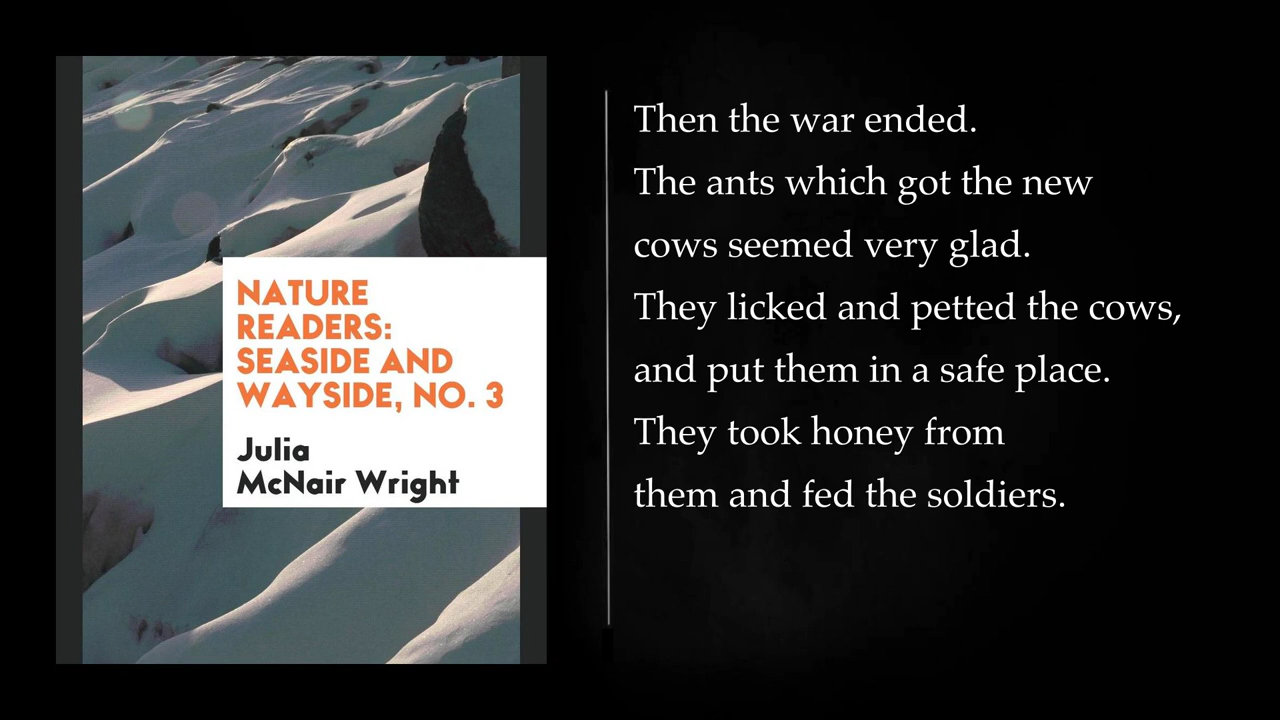 NATURE
READERS:
SEASIDE AND
WAYSIDE, NO. 3
Julia
McNair Wright
Then the war ended.
The ants which got the new
cows seemed very glad.
They licked and petted the cows,
and put them in a safe place.
They took honey from
them and fed the soldiers.